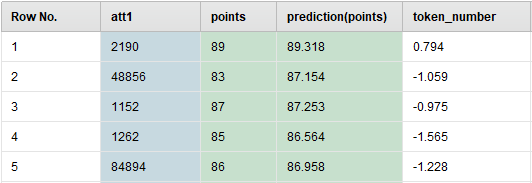 Row No. att1 points prediction(points) token_number
1 2190 89 89.318 0.794
2 48856 83 87.154 -1.059
3 1152 87 87.253 -0.975
4 1262 85 86.564 -1.565
5 84894 86 86.958 -1.228